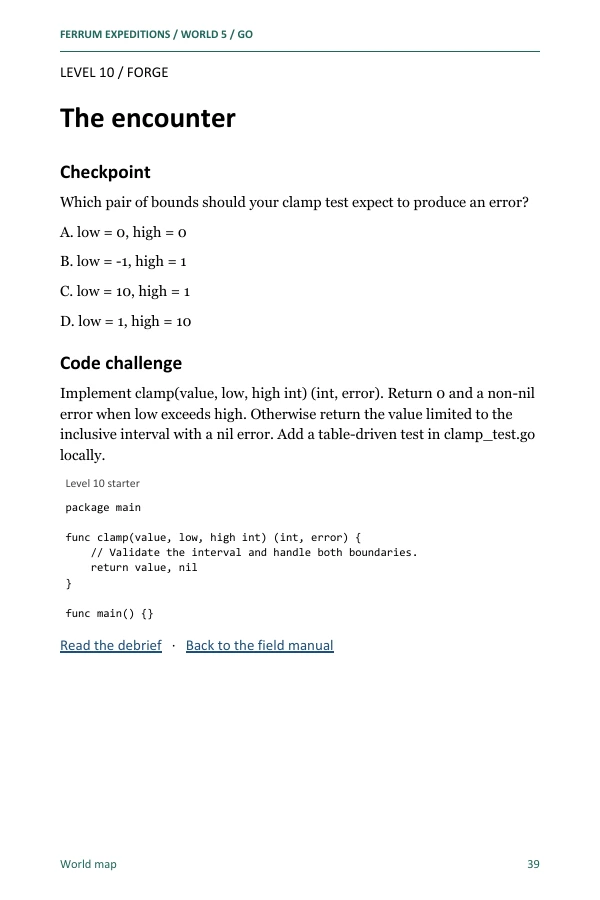 FERRUM EXPEDITIONS / WORLD 5 / GO
LEVEL 10 / FORGE
The encounter
Checkpoint
Which pair of bounds should your clamp test expect to produce an error?
A. low = 0, high = 0
B. low = -1, high = 1
C. low = 10, high = 1
D. low = 1, high = 10
Code challenge
Implement clamp(value, low, high int) (int, error). Return 0 and a non-nil
error when low exceeds high. Otherwise return the value limited to the
inclusive interval with a nil error. Add a table-driven test in clamp_test.go
locally.
Level 10 starter
package main
func clamp(value, low, high int) (int, error) {
    // Validate the interval and handle both boundaries.
    return value, nil
}
func main() {}
Read the debrief · Back to the field manual
World map 39